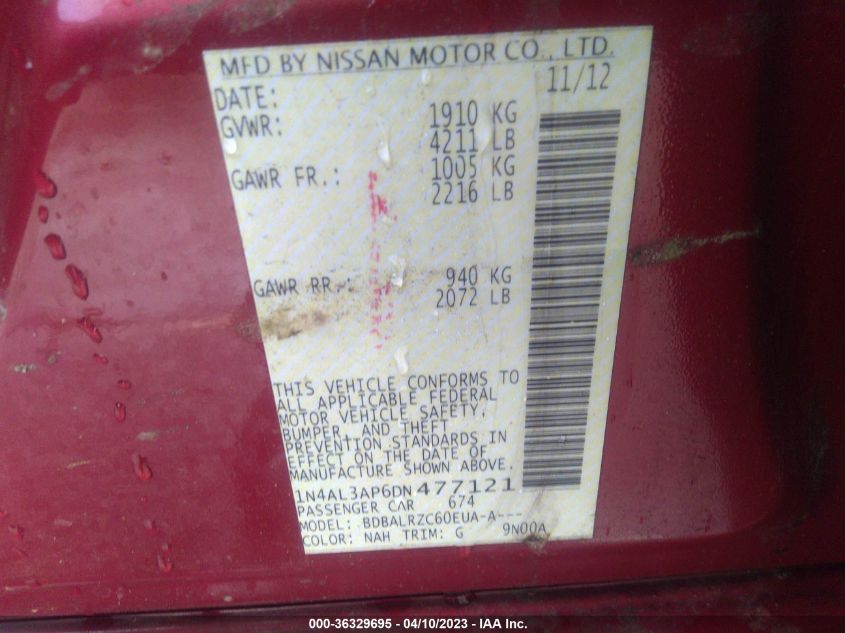 MFD BY NISSAN MOTOR CO., LTD.
DATE: 11/12
GVWR: 1910 KG
4211 LB
GAWR FR.: 1005 KG
2216 LB
GAWR RR.: 940 KG
2072 LB
THIS VEHICLE CONFORMS TO
ALL APPLICABLE FEDERAL
MOTOR VEHICLE SAFETY,
BUMPER, AND THEFT
PREVENTION STANDARDS IN
EFFECT ON THE DATE OF
MANUFACTURE SHOWN ABOVE.
1N4AL3AP6DN477121
PASSENGER CAR 674
MODEL: BDBALRZC60EUA-A---
COLOR: NAH TRIM: G 9N00A
000-36329695 - 04/10/2023 - IAA Inc.